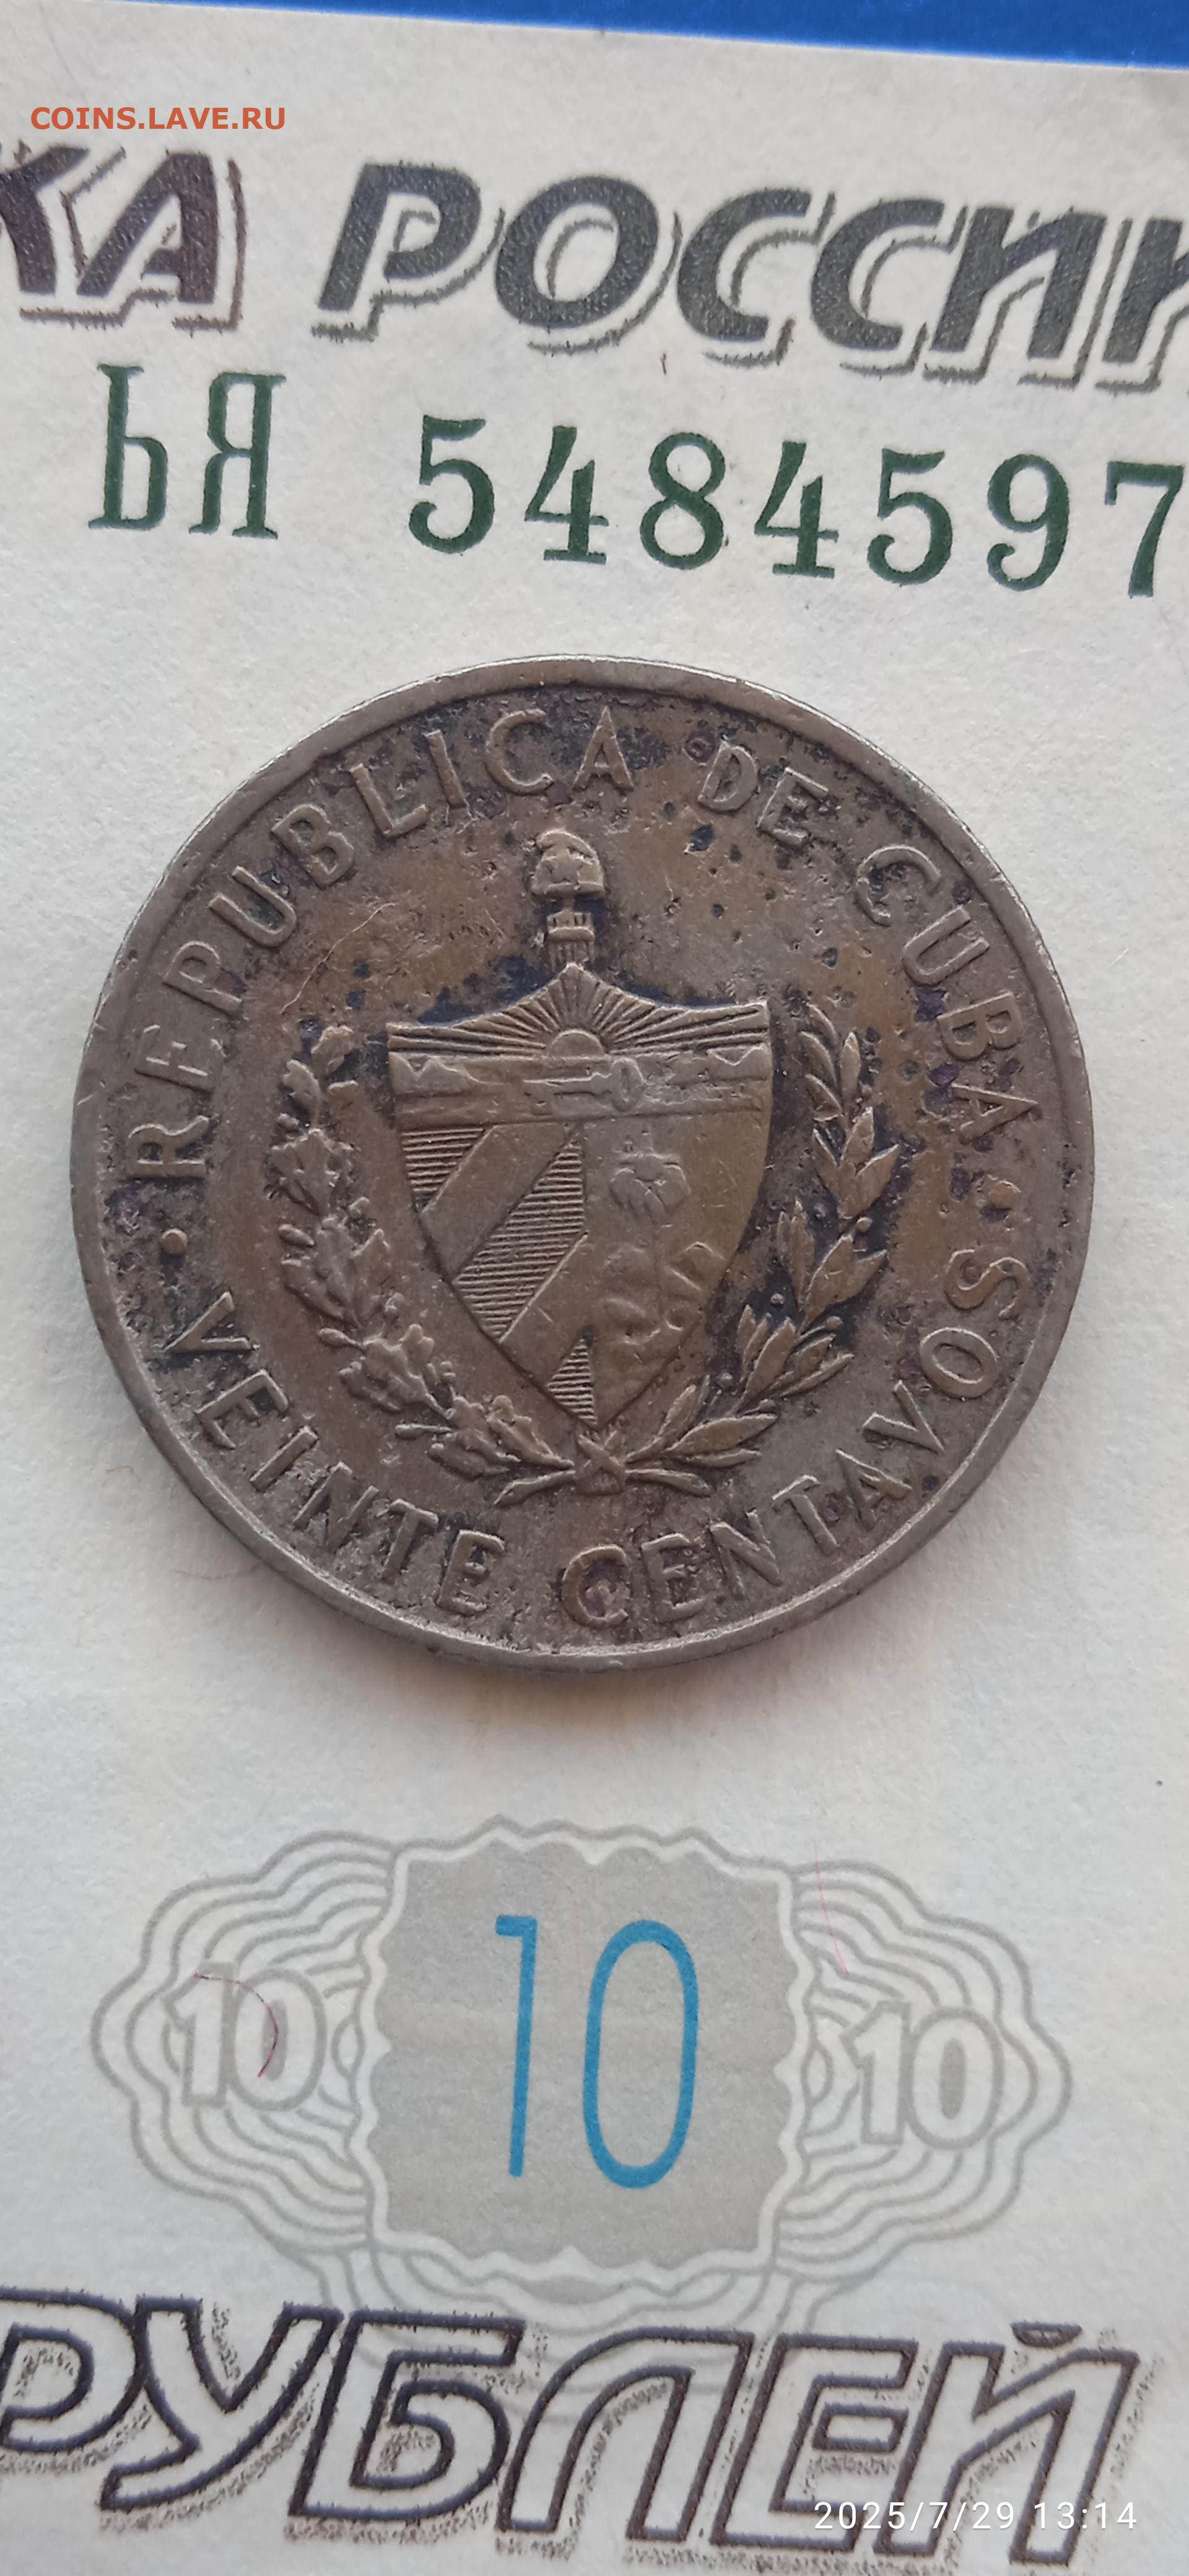 COINS.LAVE.RU
КА РОССИИ
ЬЯ 5484597
REPUBLICA DE CUBA • VEINTE CENTAVOS •
10
10 10
РУБЛЕЙ
2025/7/29 13:14